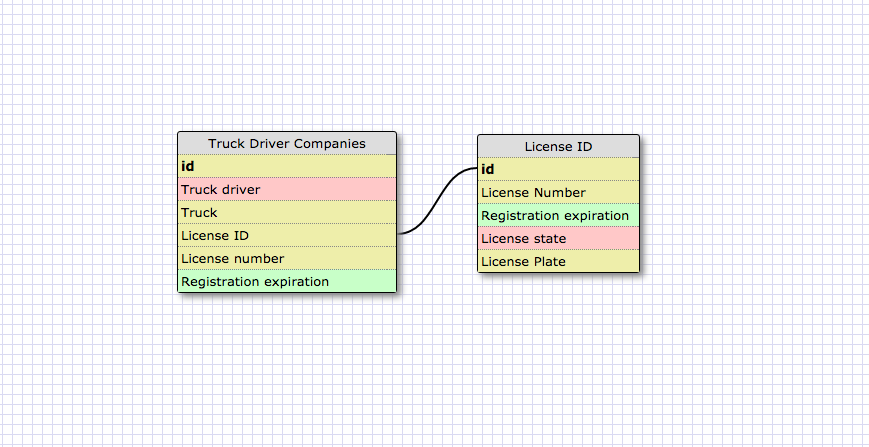 Truck Driver Companies
id
Truck driver
Truck
License ID
License number
Registration expiration
License ID
id
License Number
Registration expiration
License state
License Plate